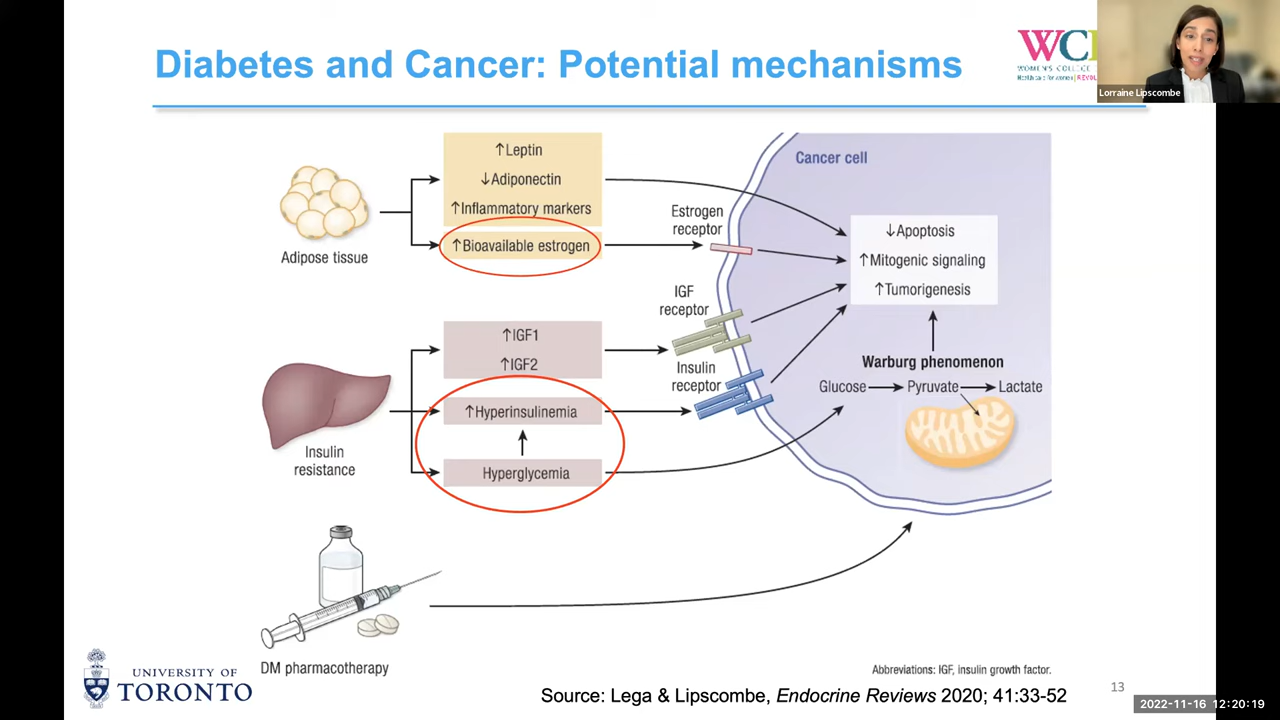 Diabetes and Cancer: Potential mechanisms
WOMEN'S COLLEGE
Lorraine Lipscombe
Adipose tissue
↑Leptin
↓Adiponectin
↑Inflammatory markers
↑Bioavailable estrogen
Estrogen
receptor
Cancer cell
↓Apoptosis
↑Mitogenic signaling
↑Tumorigenesis
Insulin
resistance
↑IGF1
↑IGF2
↑Hyperinsulinemia
Hyperglycemia
IGF
receptor
Insulin
receptor
Warburg phenomenon
Glucose Pyruvate Lactate
DM pharmacotherapy
Abbreviations: IGF, insulin growth factor.
UNIVERSITY OF
TORONTO
Source: Lega & Lipscombe, Endocrine Reviews 2020; 41:33-52
13
2022-11-16 12:20:19